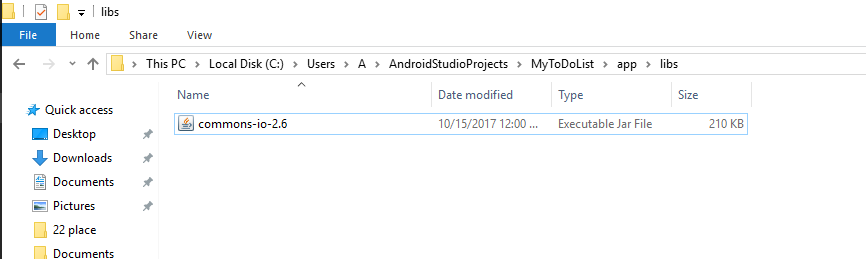 libs
File Home Share View
This PC Local Disk (C:) Users A AndroidStudioProjects MyToDoList app libs
Name Date modified Type Size
Quick access
commons-io-2.6 10/15/2017 12:00 ... Executable Jar File 210 KB
Desktop
Downloads
Documents
Pictures
22 place
Documents